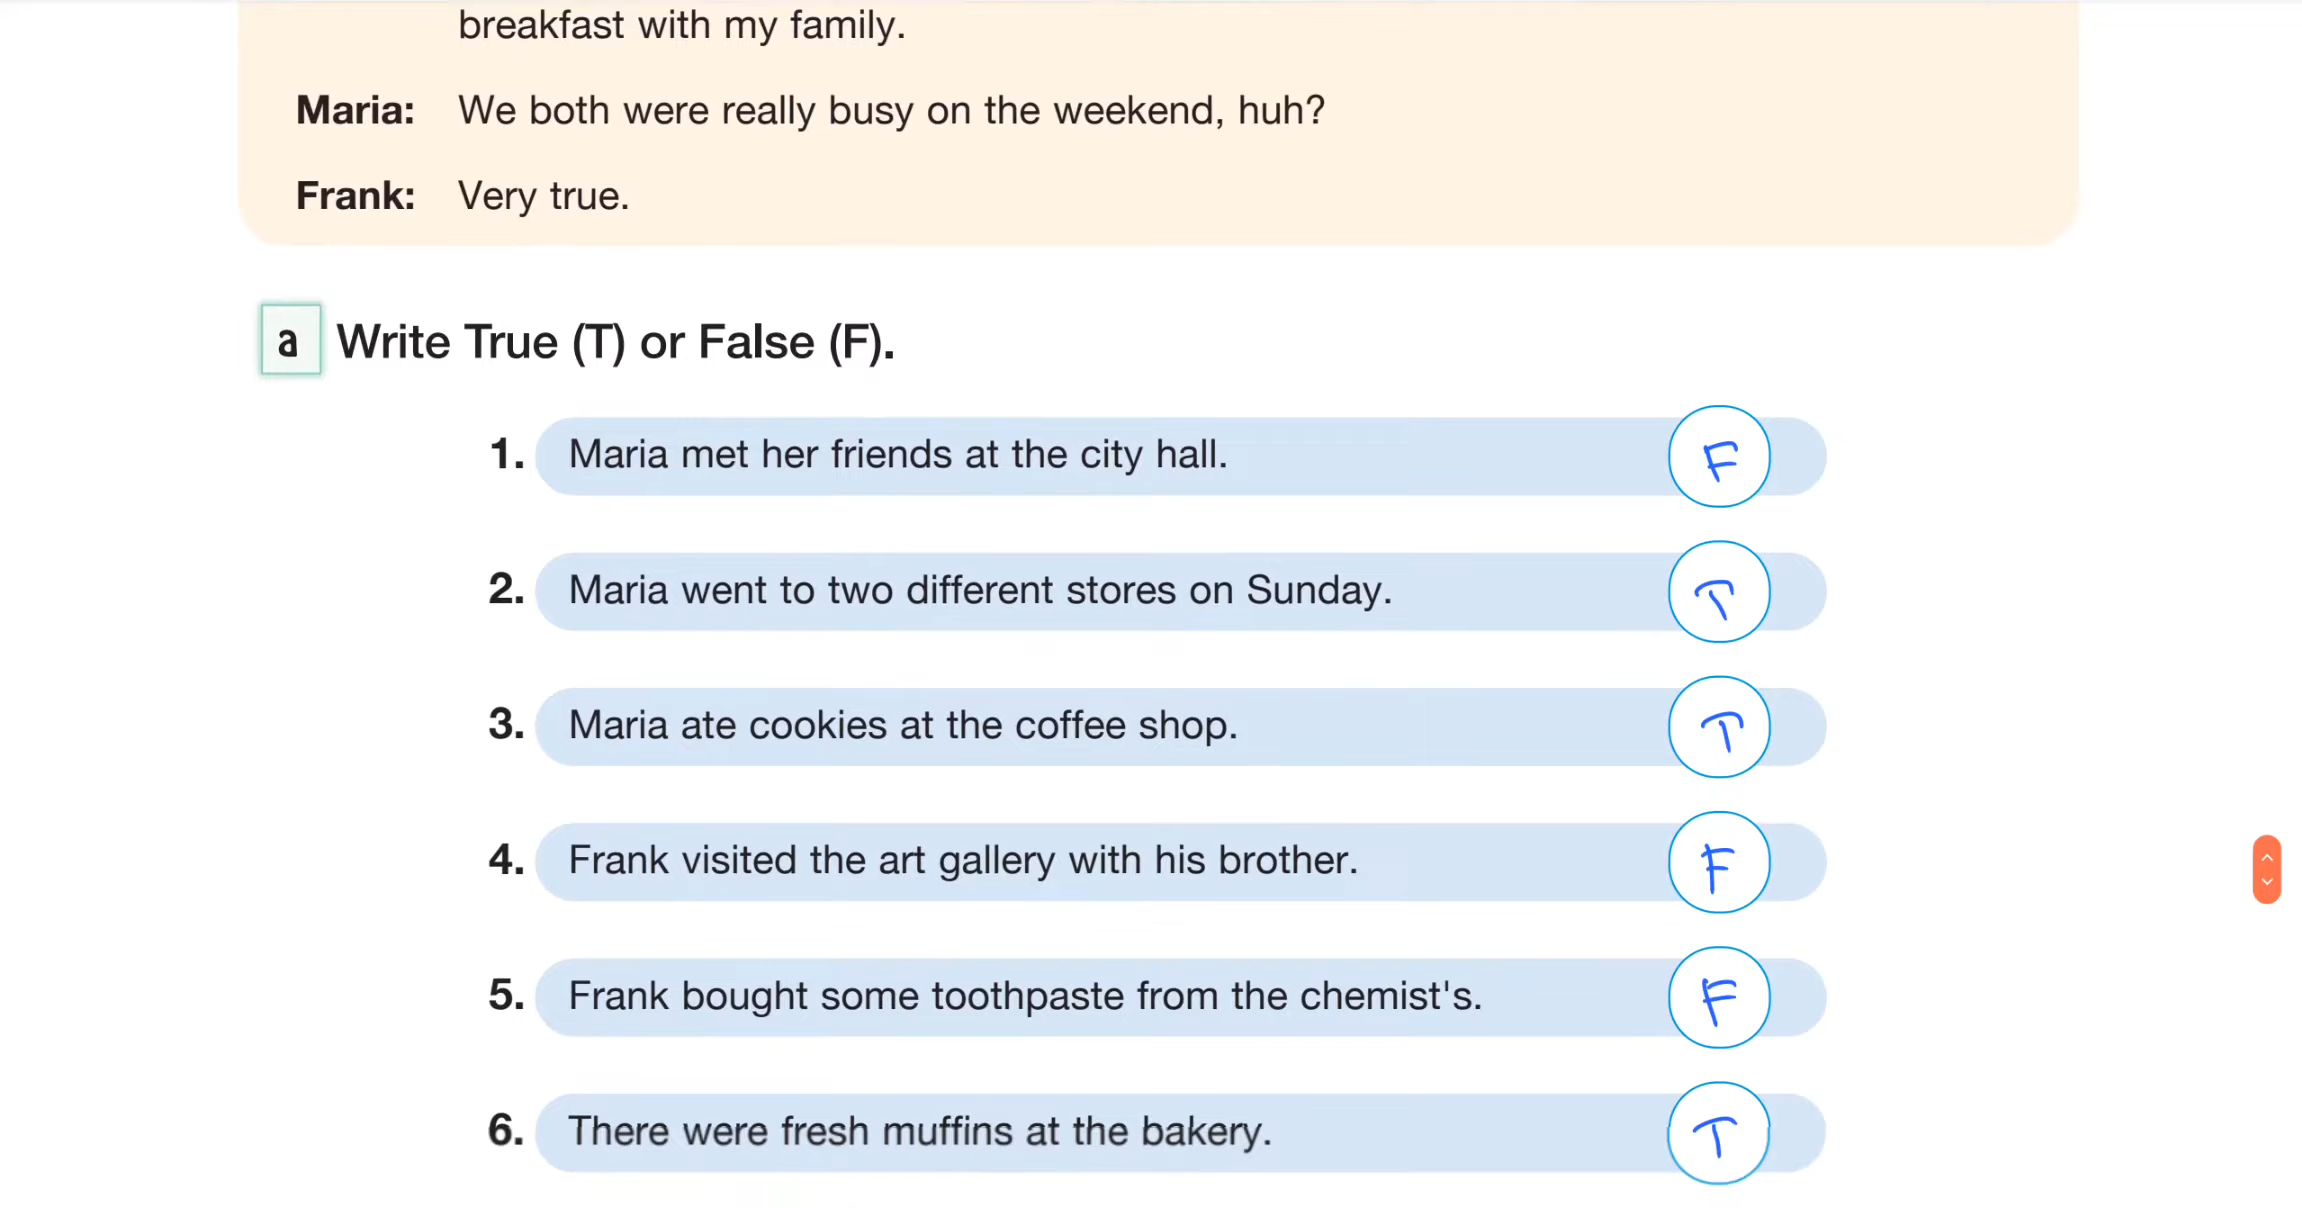 breakfast with my family.
Maria: We both were really busy on the weekend, huh?
Frank: Very true.
a Write True (T) or False (F).
1. Maria met her friends at the city hall. F
2. Maria went to two different stores on Sunday. T
3. Maria ate cookies at the coffee shop. T
4. Frank visited the art gallery with his brother. F
5. Frank bought some toothpaste from the chemist's. F
6. There were fresh muffins at the bakery. T